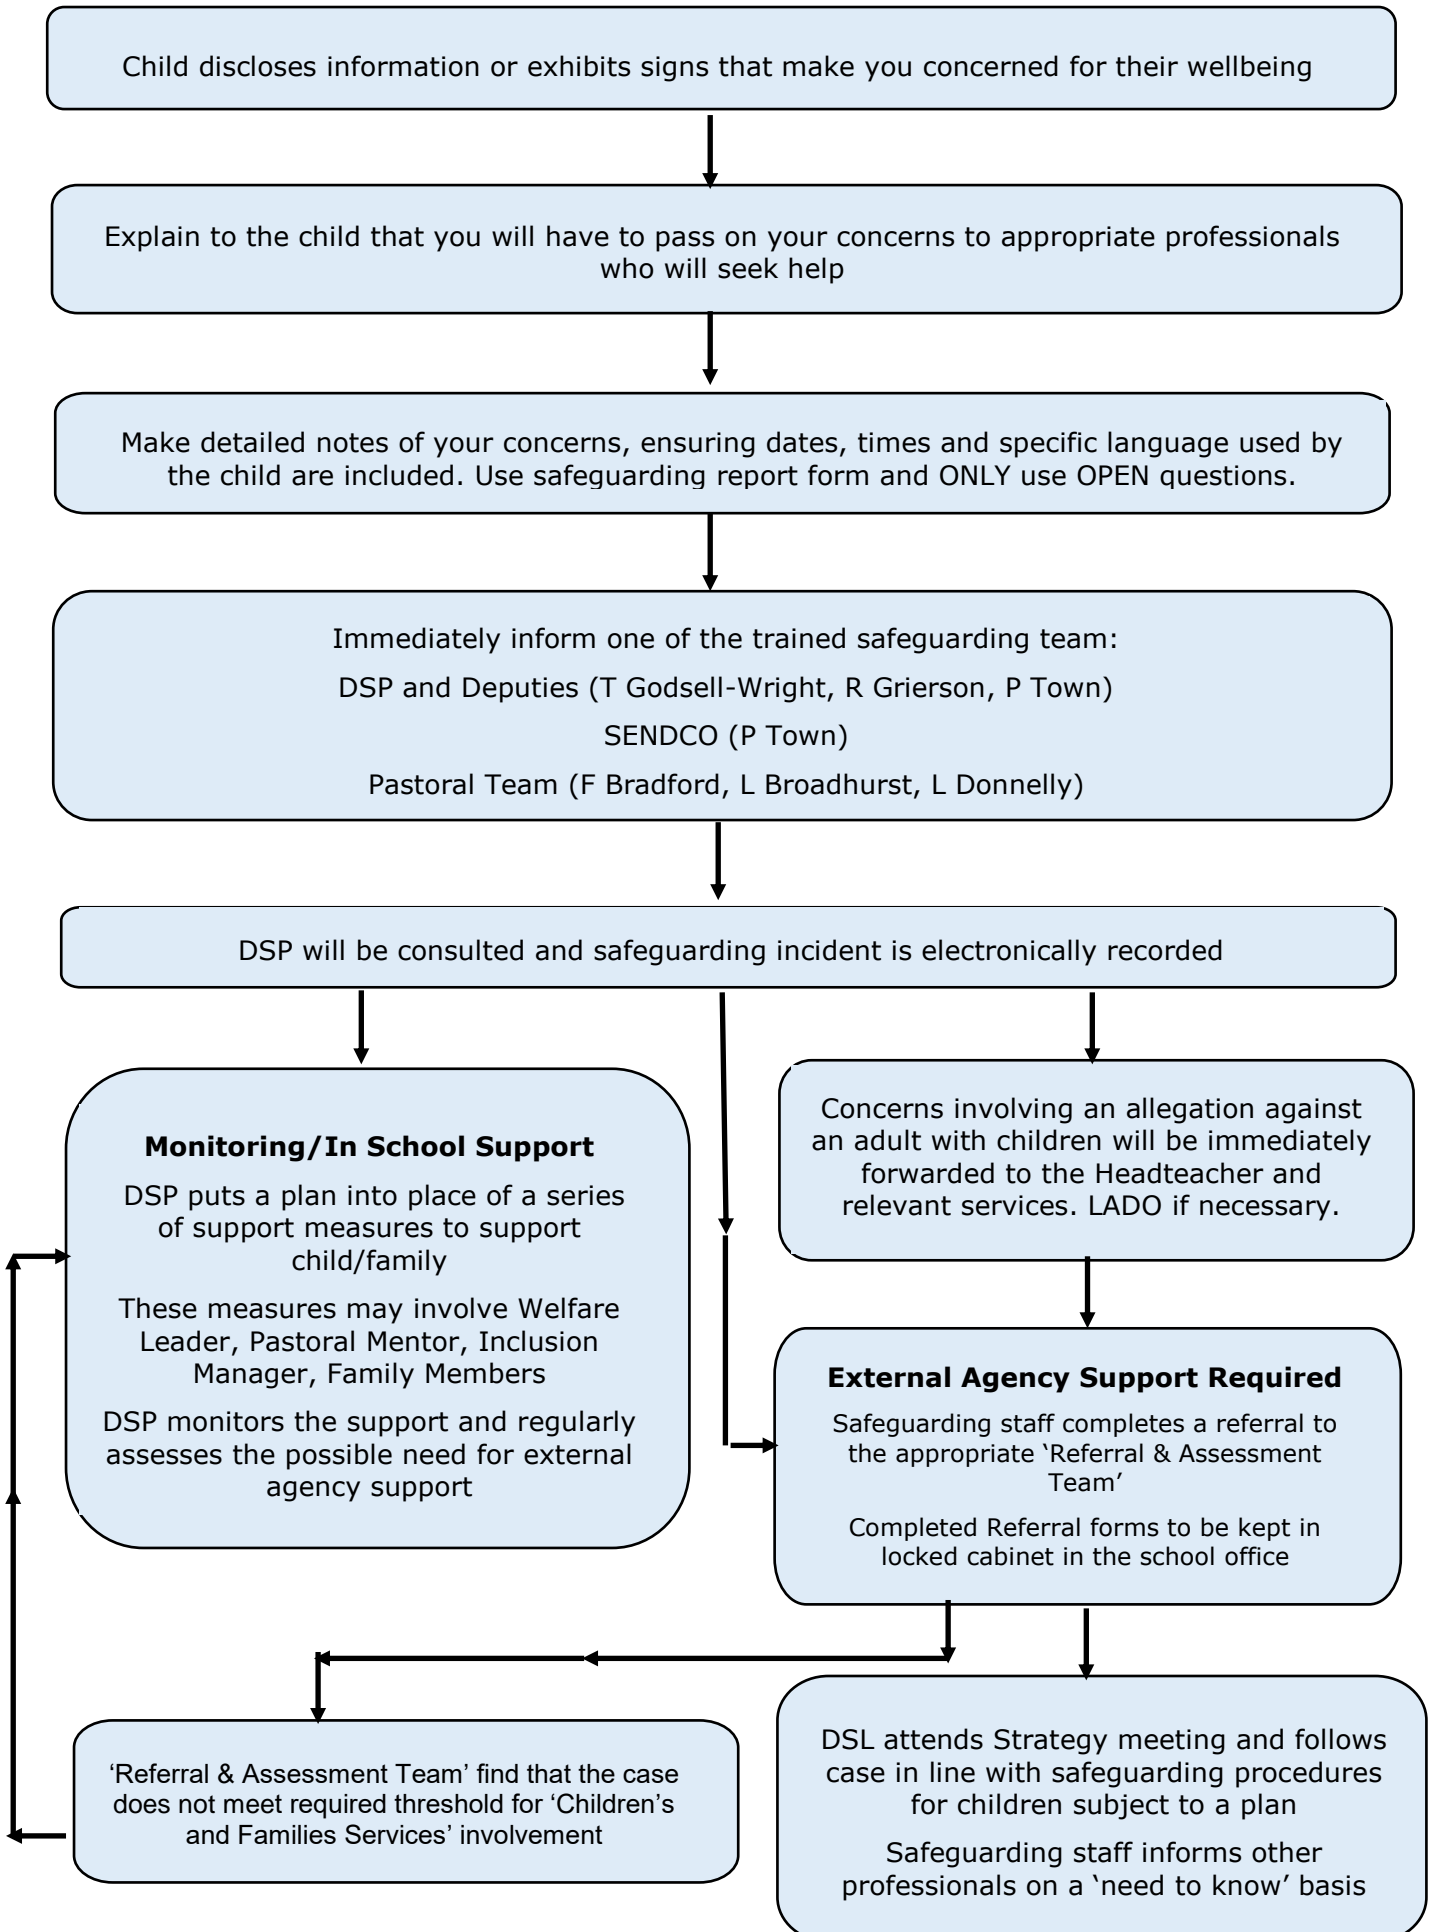 Child discloses information or exhibits signs that make you concerned for their wellbeing
Explain to the child that you will have to pass on your concerns to appropriate professionals
who will seek help
Make detailed notes of your concerns, ensuring dates, times and specific language used by
the child are included. Use safeguarding report form and ONLY use OPEN questions.
Immediately inform one of the trained safeguarding team:
DSP and Deputies (T Godsell-Wright, R Grierson, P Town)
SENDCO (P Town)
Pastoral Team (F Bradford, L Broadhurst, L Donnelly)
DSP will be consulted and safeguarding incident is electronically recorded
Monitoring/In School Support
DSP puts a plan into place of a series
of support measures to support
child/family
These measures may involve Welfare
Leader, Pastoral Mentor, Inclusion
Manager, Family Members
DSP monitors the support and regularly
assesses the possible need for external
agency support
Concerns involving an allegation against
an adult with children will be immediately
forwarded to the Headteacher and
relevant services. LADO if necessary.
External Agency Support Required
Safeguarding staff completes a referral to
the appropriate ‘Referral & Assessment
Team’
Completed Referral forms to be kept in
locked cabinet in the school office
‘Referral & Assessment Team’ find that the case
does not meet required threshold for ‘Children’s
and Families Services’ involvement
DSL attends Strategy meeting and follows
case in line with safeguarding procedures
for children subject to a plan
Safeguarding staff informs other
professionals on a ‘need to know’ basis